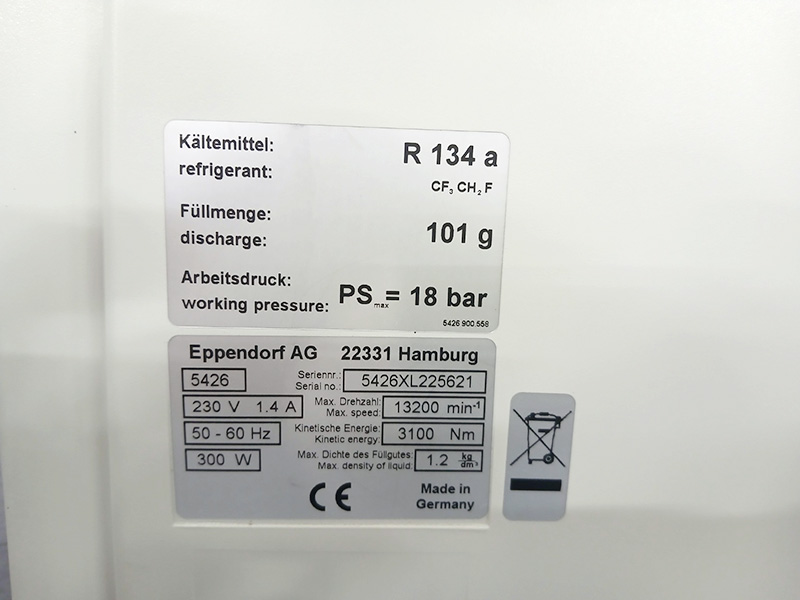 Kältemittel:
refrigerant:
R 134 a
CF₃ CH₂ F
Füllmenge:
discharge:
101 g
Arbeitsdruck:
working pressure:
PSmax = 18 bar
5426 900.556
Eppendorf AG 22331 Hamburg
5426
Seriennr.:
Serial no.:
5426XL225621
230 V 1.4 A
Max. Drehzahl:
Max. speed:
13200 min⁻¹
50 - 60 Hz
Kinetische Energie:
Kinetic energy:
3100 Nm
300 W
Max. Dichte des Füllgutes:
Max. density of liquid:
1.2 kg/dm³
CE
Made in
Germany